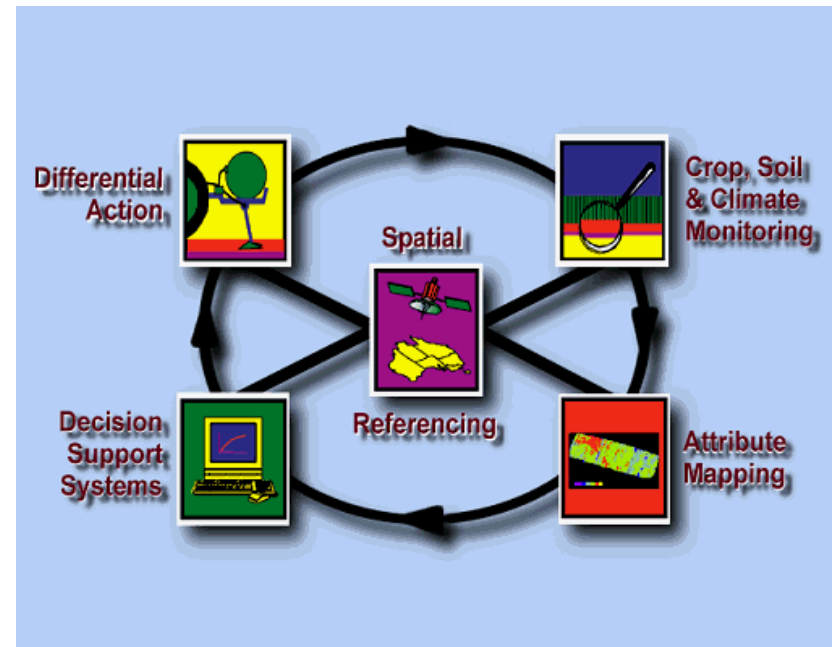 Differential
Action
Crop, Soil
& Climate
Monitoring
Spatial
Referencing
Decision
Support
Systems
Attribute
Mapping